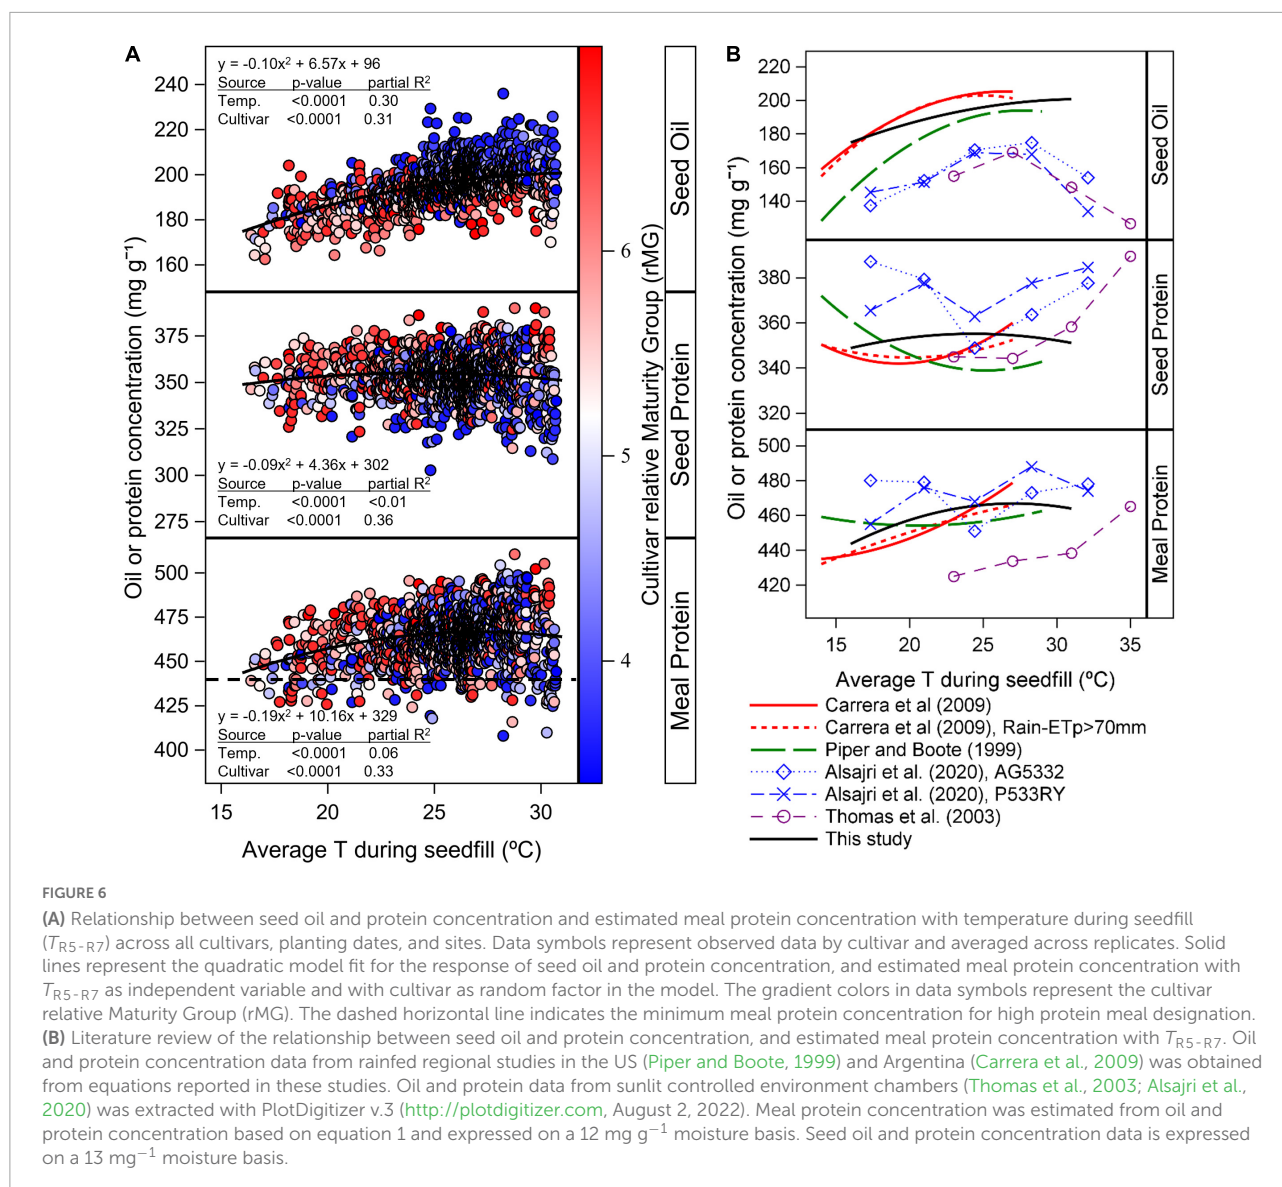 A
y = -0.10x² + 6.57x + 96
Source p-value partial R²
Temp. <0.0001 0.30
Cultivar <0.0001 0.31
240
220
200
180
160
Seed Oil
375
350
325
300
275
y = -0.09x² + 4.36x + 302
Source p-value partial R²
Temp. <0.0001 <0.01
Cultivar <0.0001 0.36
Seed Protein
500
475
450
425
400
y = -0.19x² + 10.16x + 329
Source p-value partial R²
Temp. <0.0001 0.06
Cultivar <0.0001 0.33
Meal Protein
Oil or protein concentration (mg g⁻¹)
15 20 25 30
Average T during seedfill (ºC)
6
5
4
Cultivar relative Maturity Group (rMG)
B
220
200
180
160
140
Seed Oil
380
360
340
320
Seed Protein
500
480
460
440
420
Meal Protein
Oil or protein concentration (mg g⁻¹)
15 20 25 30 35
Average T during seedfill (ºC)
Carrera et al (2009)
Carrera et al (2009), Rain-ETp>70mm
Piper and Boote (1999)
Alsajri et al. (2020), AG5332
Alsajri et al. (2020), P533RY
Thomas et al. (2003)
This study
FIGURE 6
(A) Relationship between seed oil and protein concentration and estimated meal protein concentration with temperature during seedfill
(T R5-R7) across all cultivars, planting dates, and sites. Data symbols represent observed data by cultivar and averaged across replicates. Solid
lines represent the quadratic model fit for the response of seed oil and protein concentration, and estimated meal protein concentration with
T R5-R7 as independent variable and with cultivar as random factor in the model. The gradient colors in data symbols represent the cultivar
relative Maturity Group (rMG). The dashed horizontal line indicates the minimum meal protein concentration for high protein meal designation.
(B) Literature review of the relationship between seed oil and protein concentration, and estimated meal protein concentration with T R5-R7. Oil
and protein concentration data from rainfed regional studies in the US (Piper and Boote, 1999) and Argentina (Carrera et al., 2009) was obtained
from equations reported in these studies. Oil and protein data from sunlit controlled environment chambers (Thomas et al., 2003; Alsajri et al.,
2020) was extracted with PlotDigitizer v.3 (http://plotdigitizer.com, August 2, 2022). Meal protein concentration was estimated from oil and
protein concentration based on equation 1 and expressed on a 12 mg g⁻¹ moisture basis. Seed oil and protein concentration data is expressed
on a 13 mg⁻¹ moisture basis.